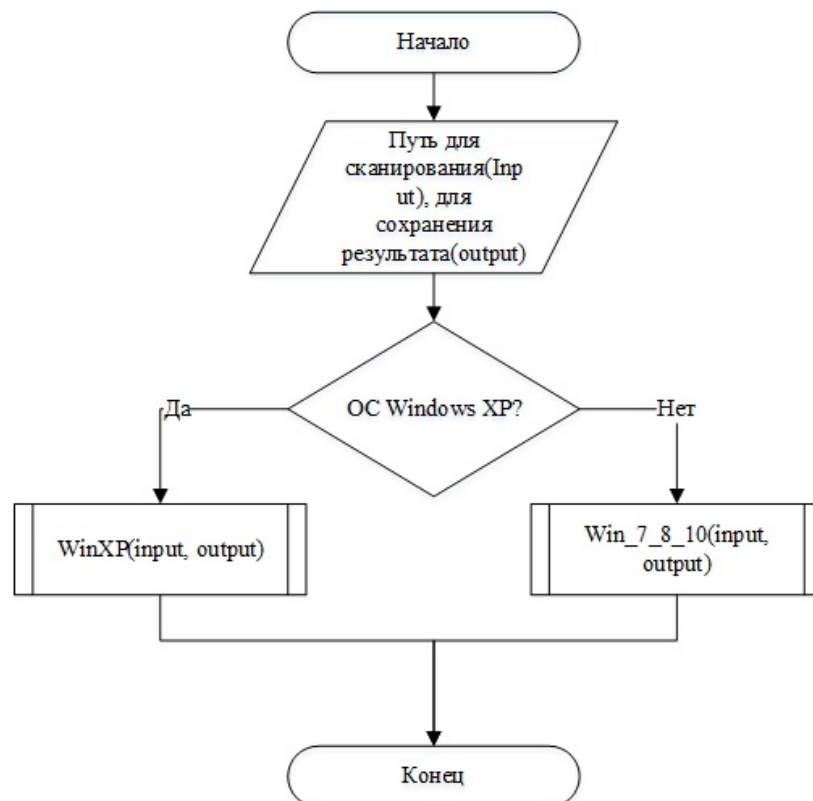 Начало
Путь для
сканирования(Inp
ut), для
сохранения
результата(output)
ОС Windows XP?
Да
Нет
WinXP(input, output)
Win_7_8_10(input,
output)
Конец